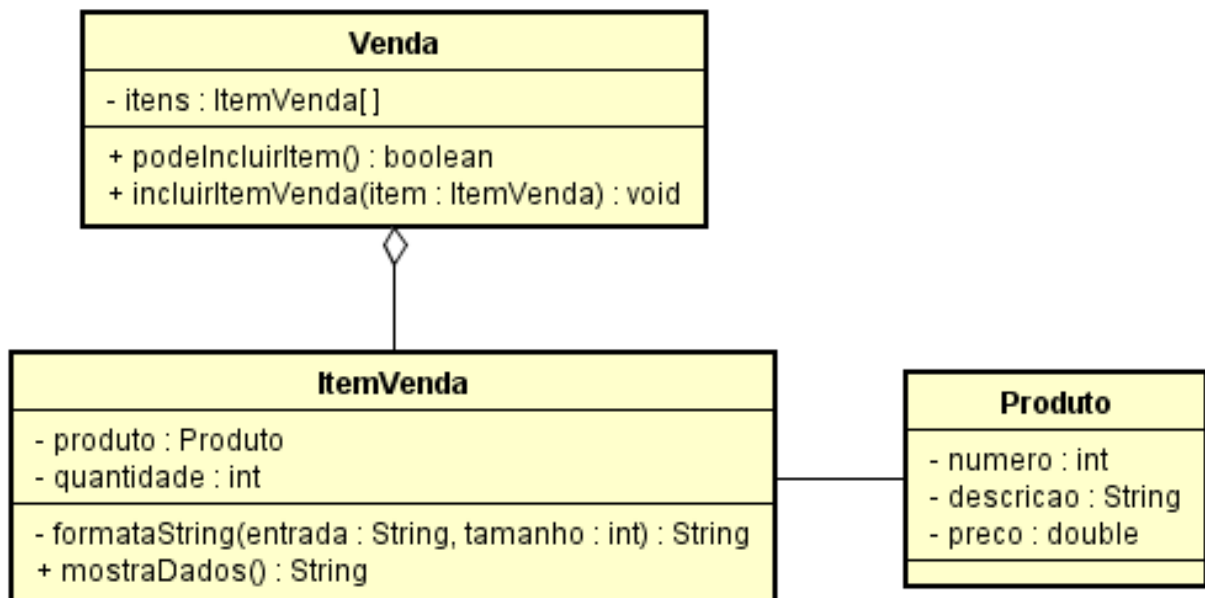 Venda
- itens : ItemVenda[]
+ podeIncluirItem() : boolean
+ incluirItemVenda(item : ItemVenda) : void
ItemVenda
- produto : Produto
- quantidade : int
- formataString(entrada : String, tamanho : int) : String
+ mostraDados() : String
Produto
- numero : int
- descricao : String
- preco : double